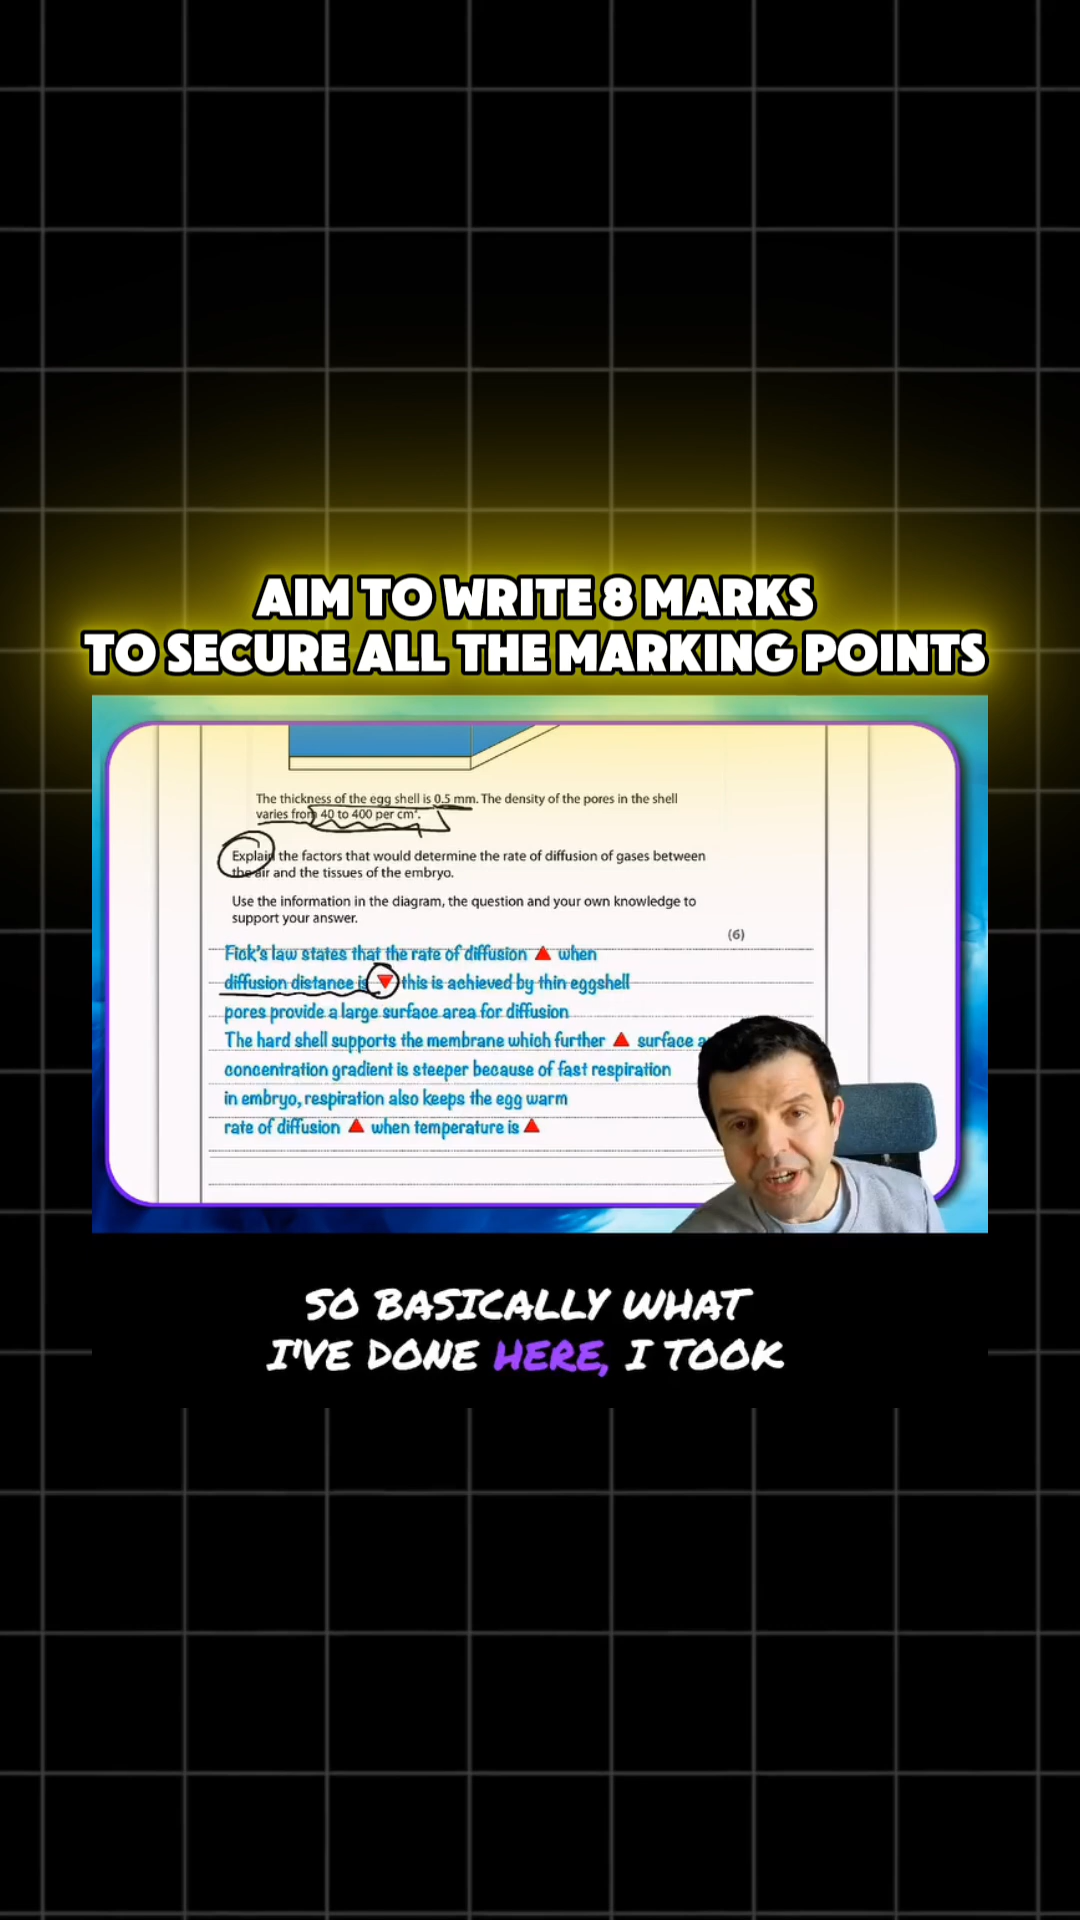 AIM TO WRITE 8 MARKS
TO SECURE ALL THE MARKING POINTS
The thickness of the egg shell is 0.5 mm. The density of the pores in the shell
varies from 40 to 400 per cm².
Explain the factors that would determine the rate of diffusion of gases between
the air and the tissues of the embryo.
Use the information in the diagram, the question and your own knowledge to
support your answer.
(6)
Fick's law states that the rate of diffusion ▲ when
diffusion distance is ▼ this is achieved by thin eggshell
pores provide a large surface area for diffusion
The hard shell supports the membrane which further ▲ surface
concentration gradient is steeper because of fast respiration
in embryo, respiration also keeps the egg warm
rate of diffusion ▲ when temperature is ▲
SO BASICALLY WHAT
I'VE DONE HERE, I TOOK